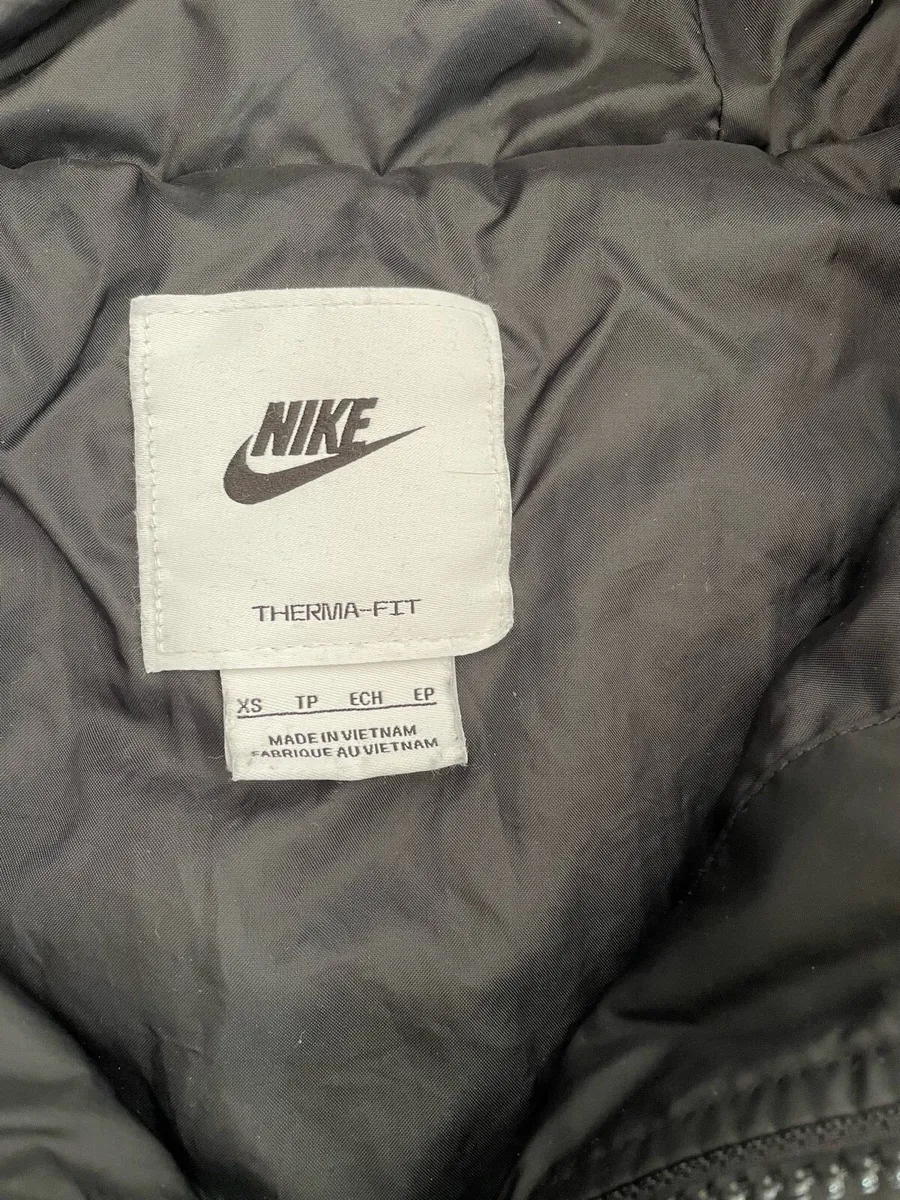 NIKE
THERMA-FIT
XS TP ECH EP
MADE IN VIETNAM
FABRIQUE AU VIETNAM